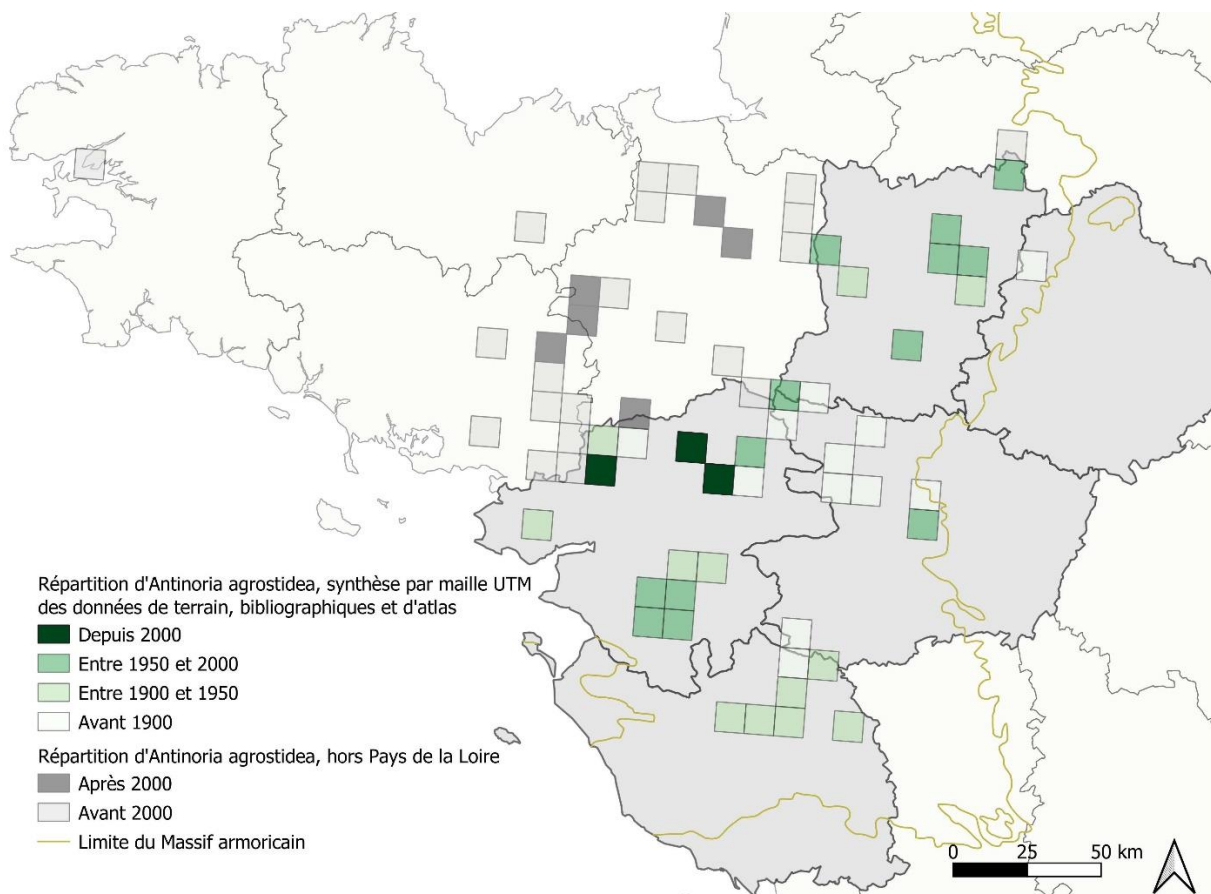 Répartition d'Antinoria agrostidea, synthèse par maille UTM
des données de terrain, bibliographiques et d'atlas
Depuis 2000
Entre 1950 et 2000
Entre 1900 et 1950
Avant 1900
Répartition d'Antinoria agrostidea, hors Pays de la Loire
Après 2000
Avant 2000
Limite du Massif armoricain
0 25 50 km